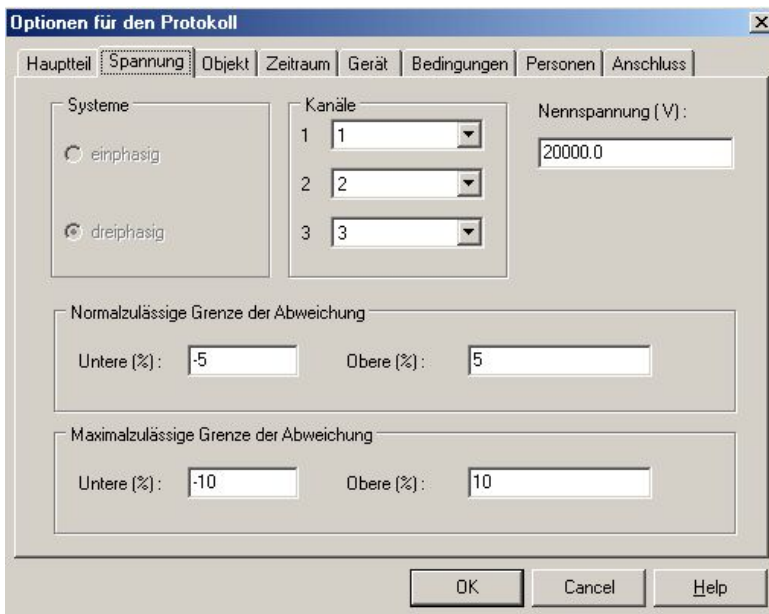 Optionen für den Protokoll
Hauptteil Spannung Objekt Zeitraum Gerät Bedingungen Personen Anschluss
Systeme
einphasig
dreiphasig
Kanäle
1 1
2 2
3 3
Nennspannung ( V) :
20000.0
Normalzulässige Grenze der Abweichung
Untere (%) : -5 Obere (%) : 5
Maximalzulässige Grenze der Abweichung
Untere (%) : -10 Obere (%) : 10
OK Cancel Help